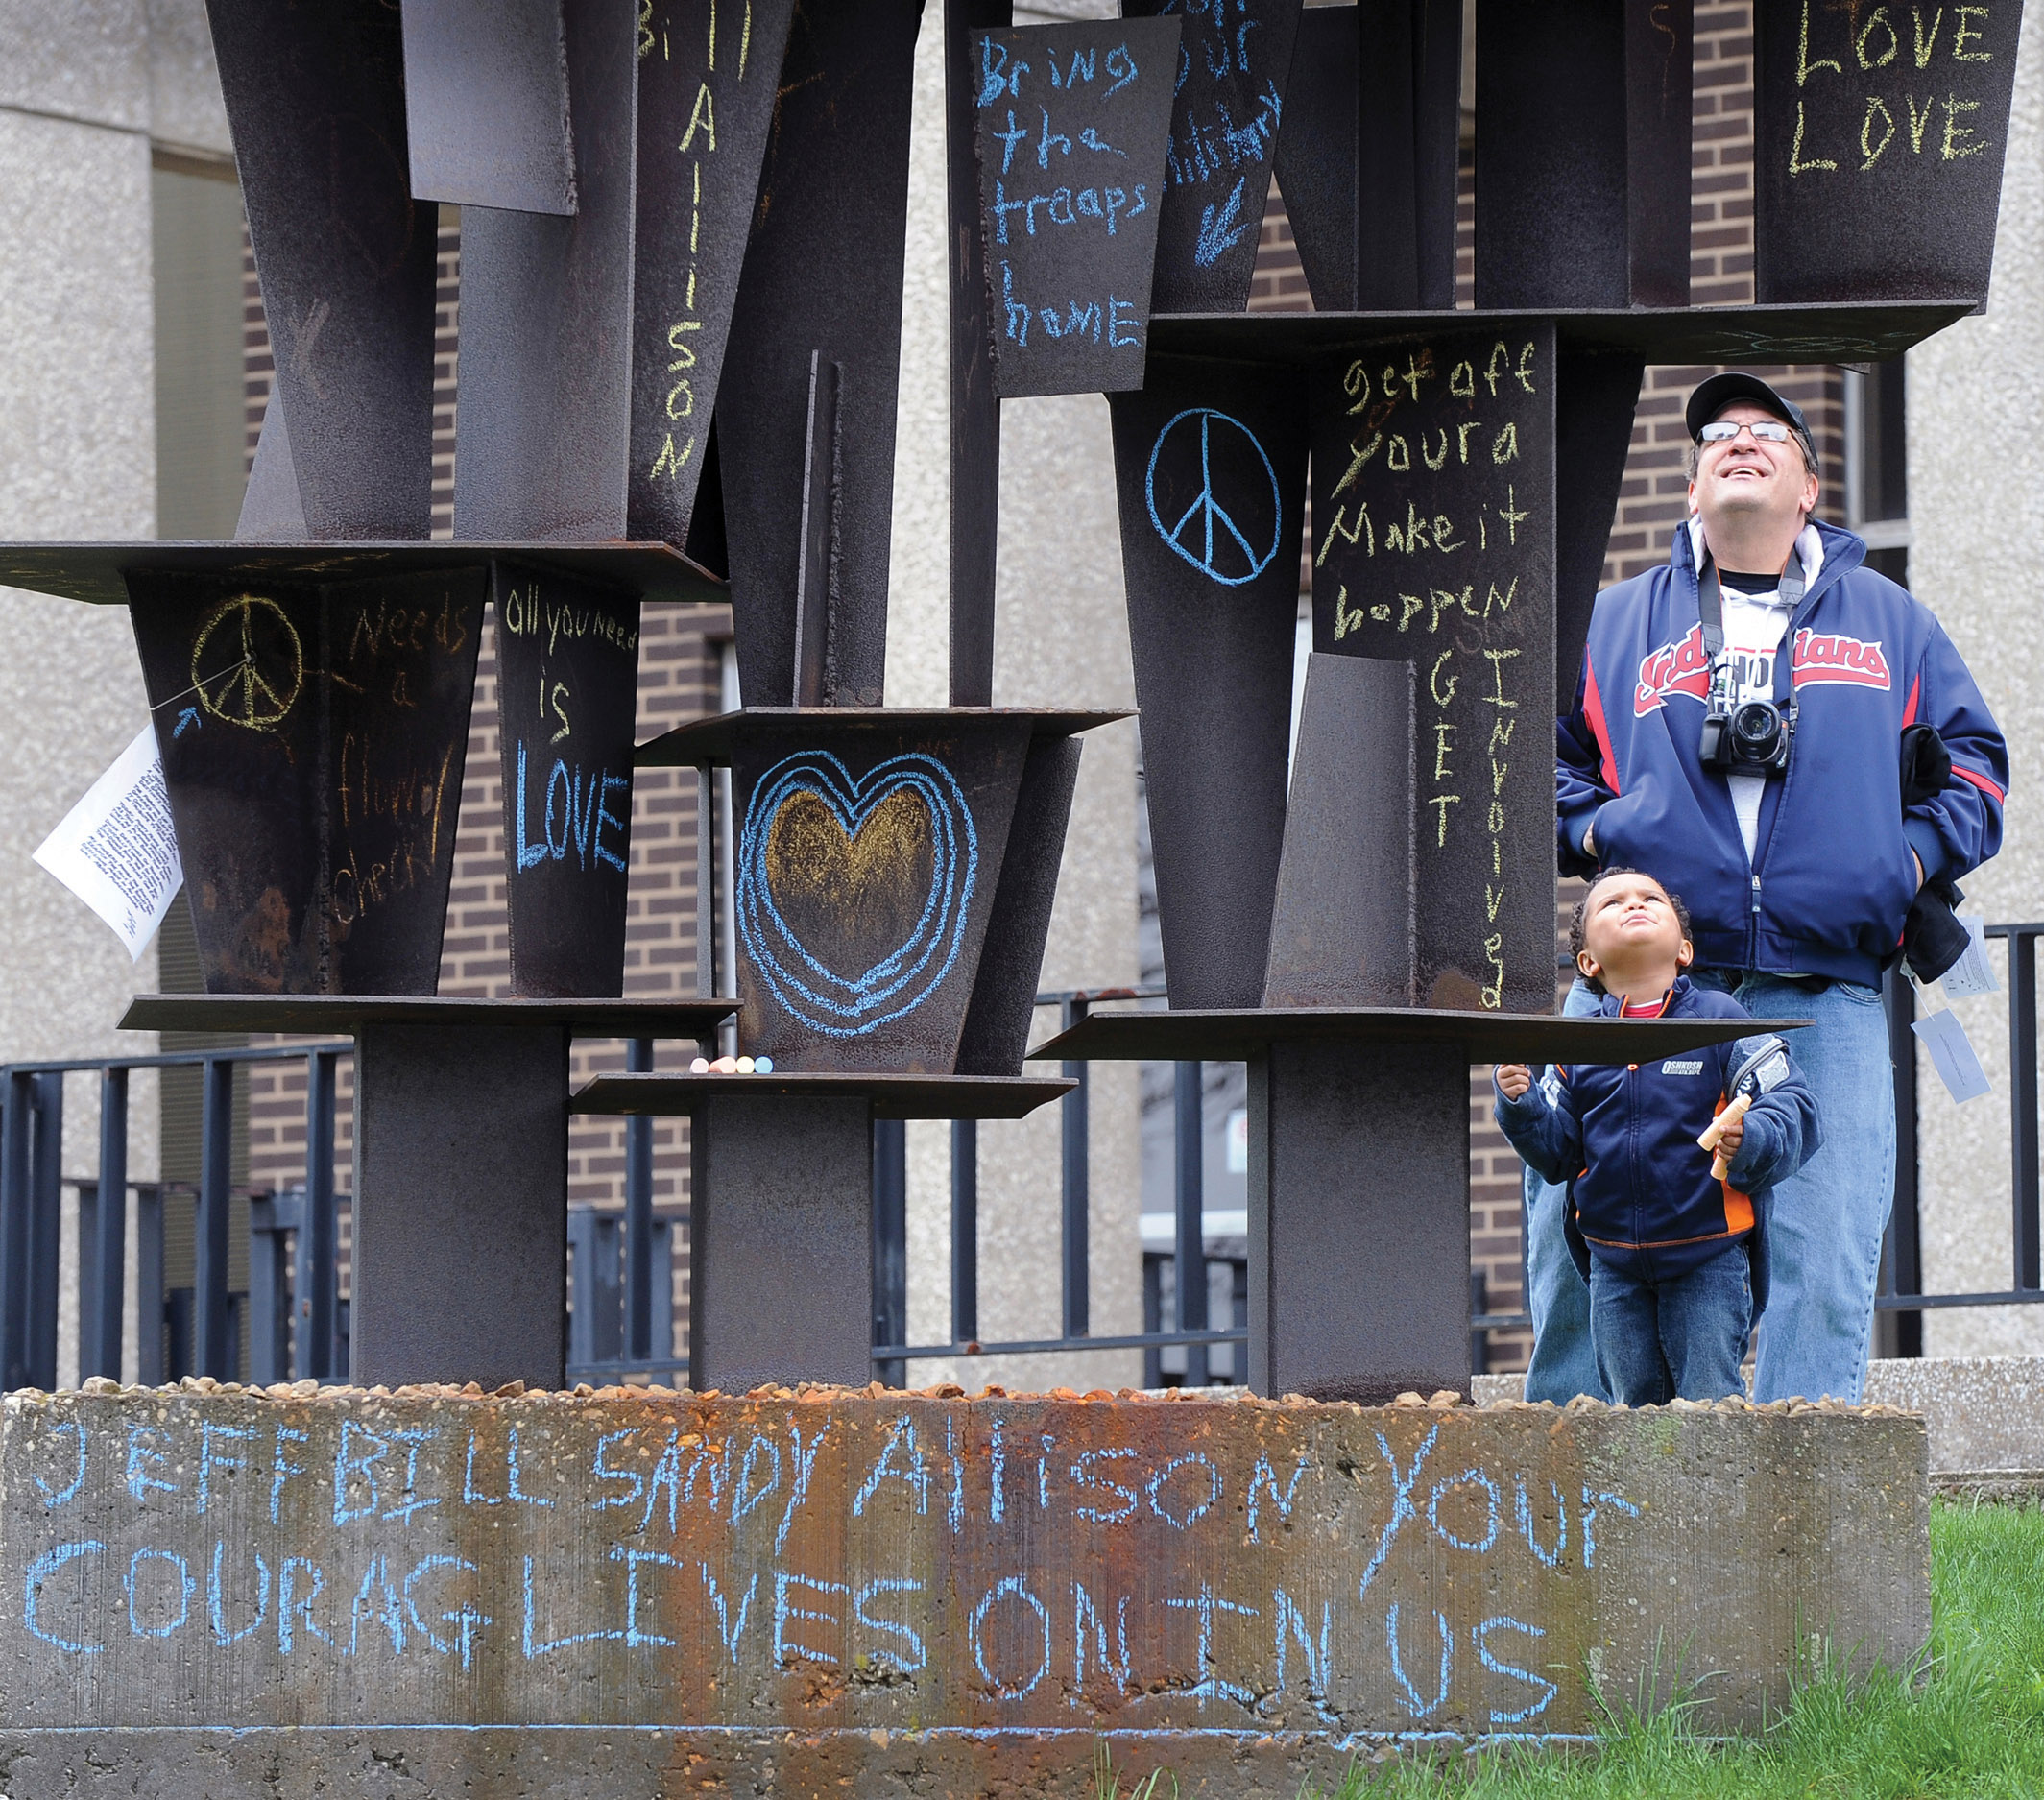 Bill
Allison
Bring
the
troops
home
your
military
LOVE
LOVE
get off
your a
Make it
happen
GET
INVOlved
Needs
a
flower
check
all you Need
is
LOVE
Indians
OSHKOSH
JEFF BILL SANDY Allison Your
COURAG LIVES ON IN US